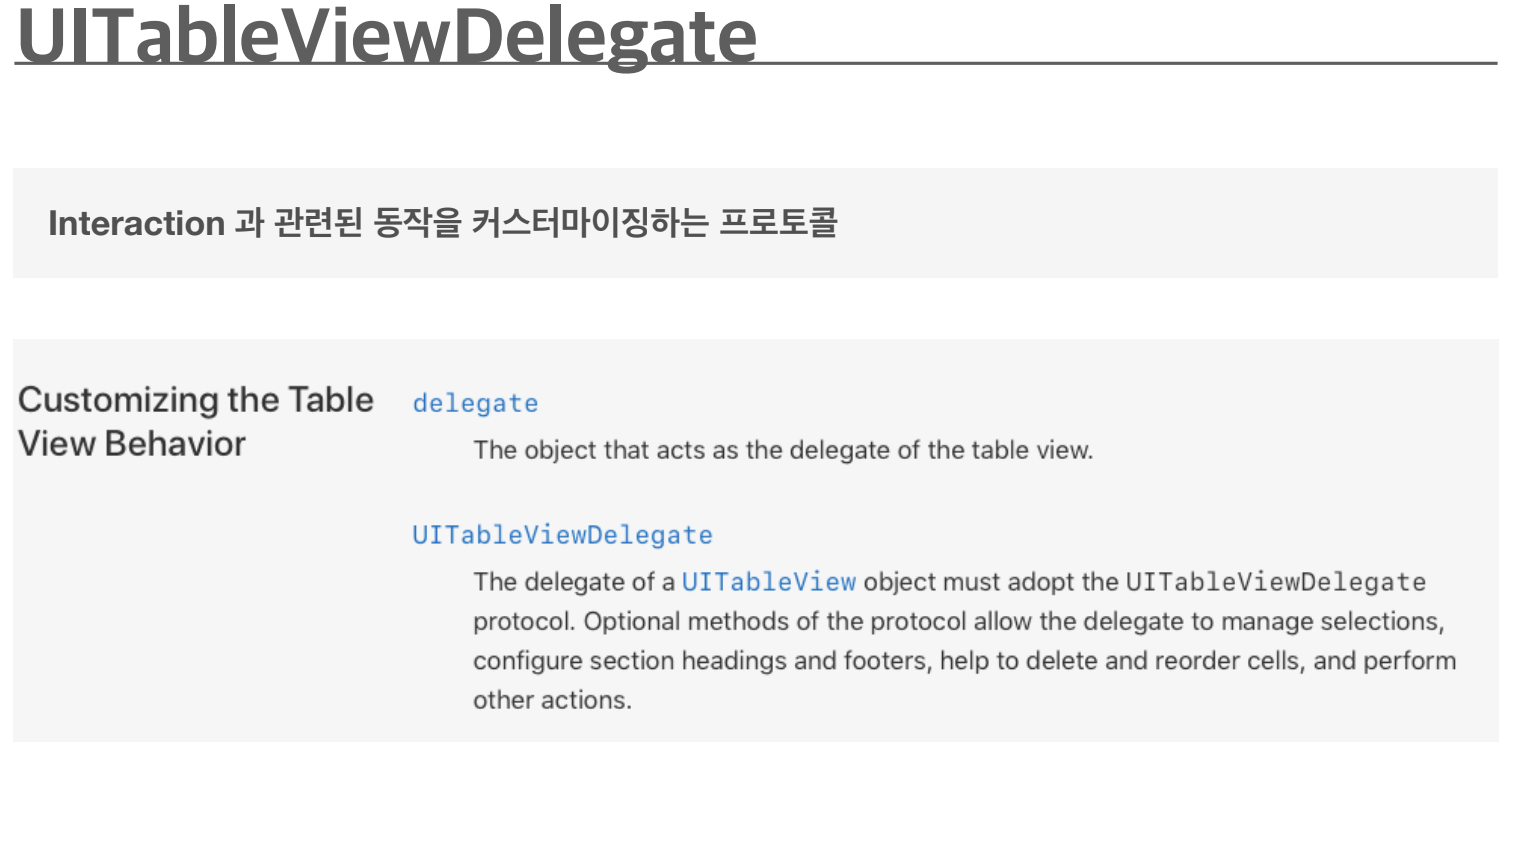 UITableViewDelegate
Interaction 과 관련된 동작을 커스터마이징하는 프로토콜
Customizing the Table
View Behavior
delegate
The object that acts as the delegate of the table view.
UITableViewDelegate
The delegate of a UITableView object must adopt the UITableViewDelegate
protocol. Optional methods of the protocol allow the delegate to manage selections,
configure section headings and footers, help to delete and reorder cells, and perform
other actions.